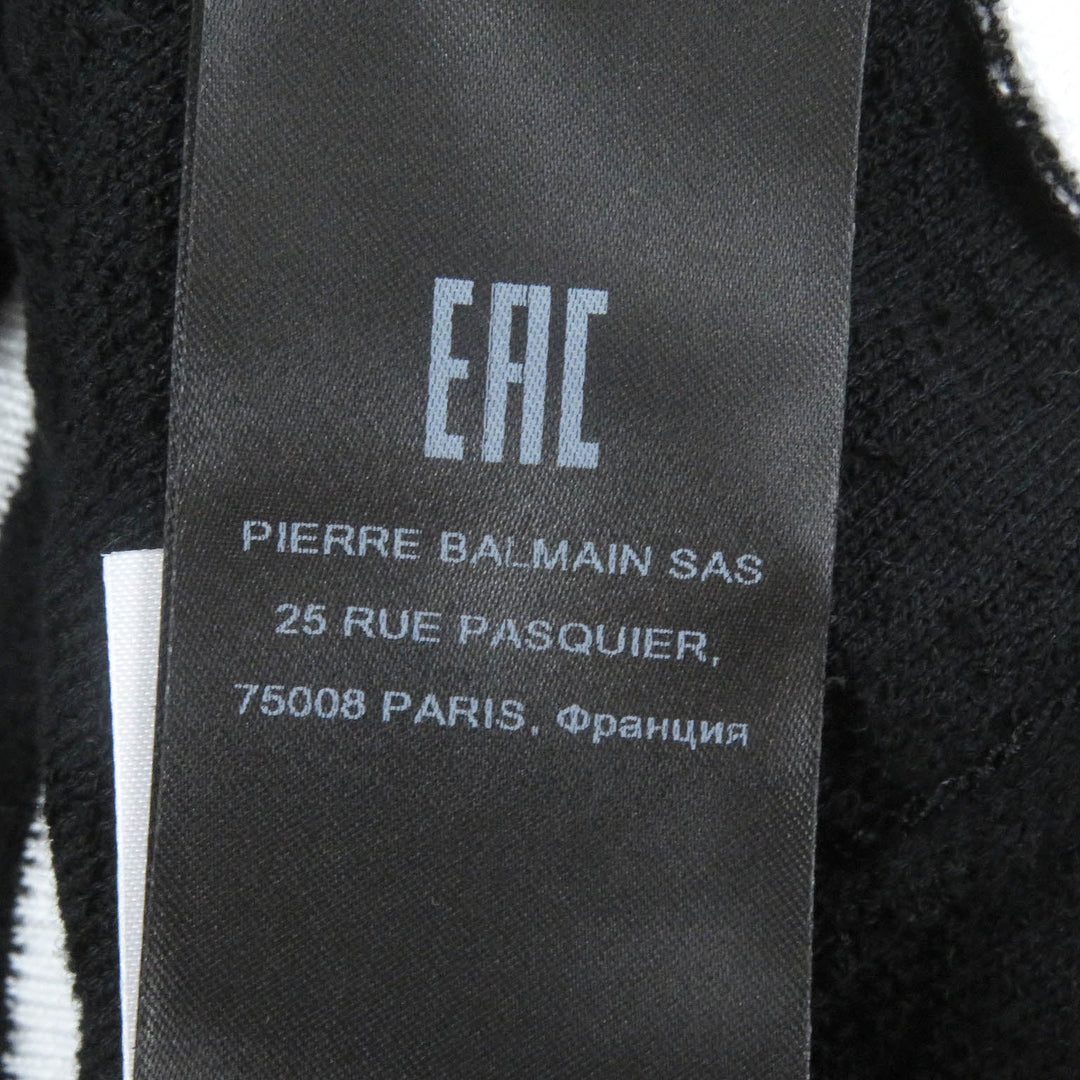 EAC
PIERRE BALMAIN SAS
25 RUE PASQUIER,
75008 PARIS, Франция